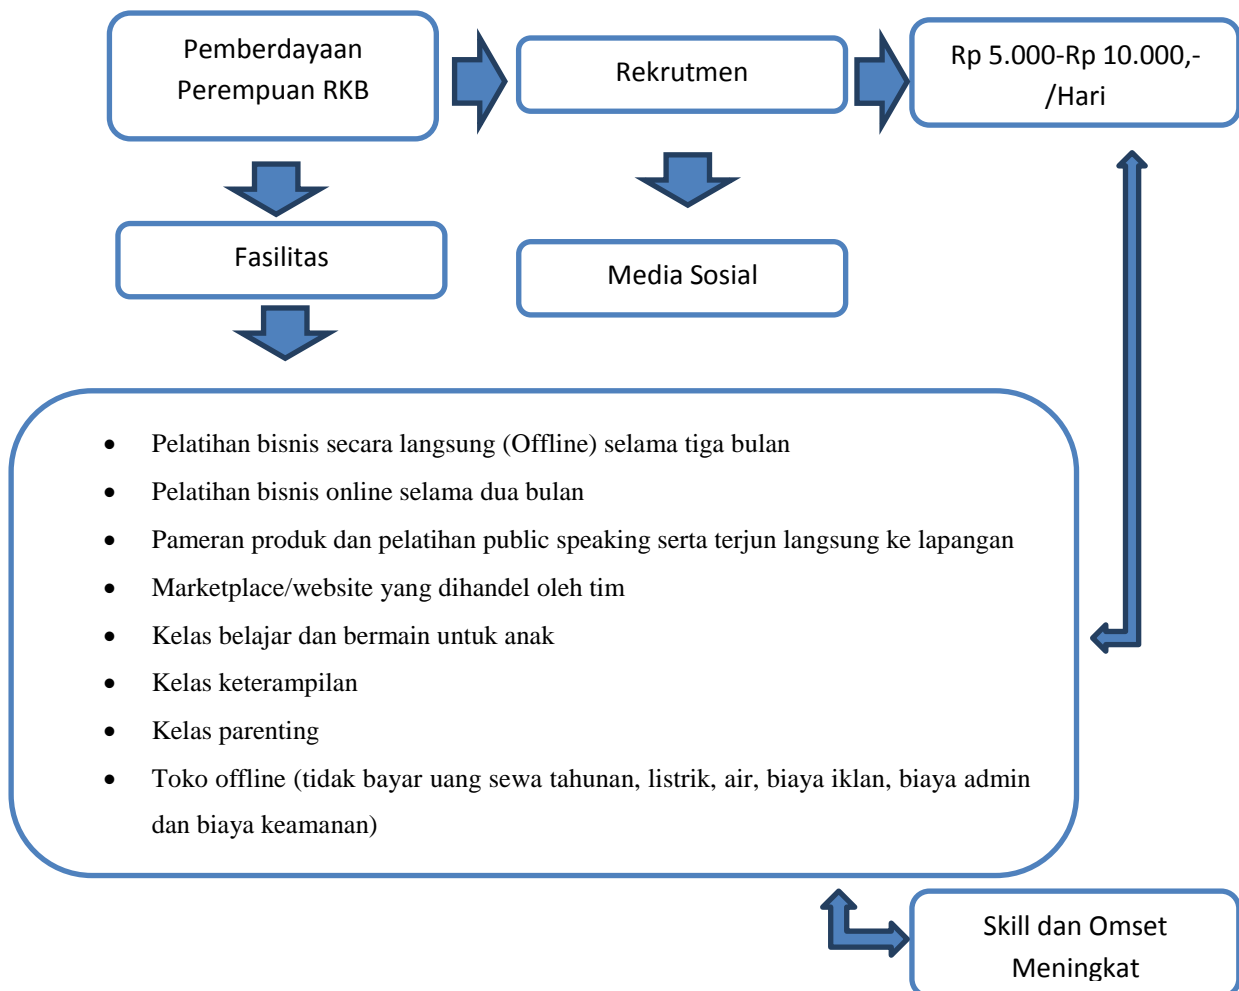 Pemberdayaan
Perempuan RKB
Rekrutmen
Rp 5.000-Rp 10.000,-
/Hari
Fasilitas
Media Sosial
• Pelatihan bisnis secara langsung (Offline) selama tiga bulan
• Pelatihan bisnis online selama dua bulan
• Pameran produk dan pelatihan public speaking serta terjun langsung ke lapangan
• Marketplace/website yang dihandel oleh tim
• Kelas belajar dan bermain untuk anak
• Kelas keterampilan
• Kelas parenting
• Toko offline (tidak bayar uang sewa tahunan, listrik, air, biaya iklan, biaya admin
dan biaya keamanan)
Skill dan Omset
Meningkat